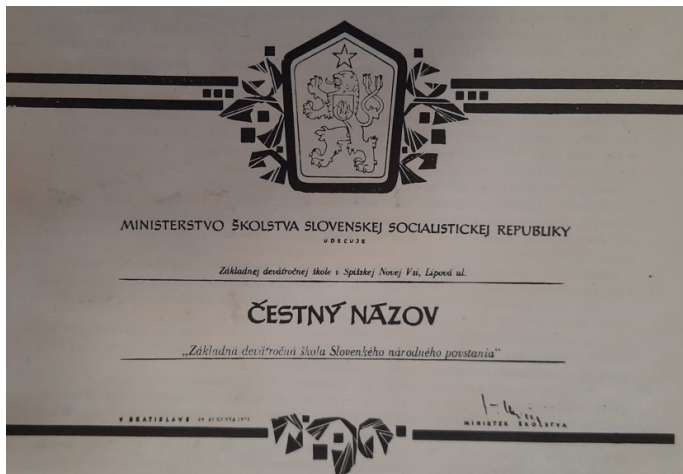 MINISTERSTVO ŠKOLSTVA SLOVENSKEJ SOCIALISTICKEJ REPUBLIKY
UDEĽUJE
Základnej deväťročnej škole v Spišskej Novej Vsi, Lipová ul.
ČESTNÝ NÁZOV
„Základná deväťročná škola Slovenského národného povstania“
V BRATISLAVE AUGUSTA
MINISTER ŠKOLSTVA